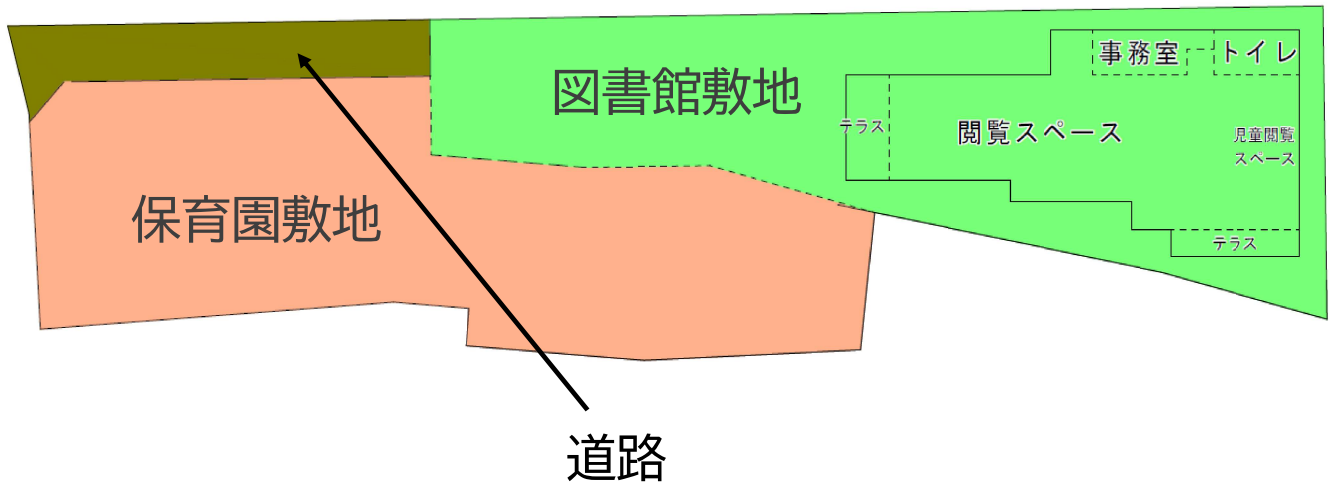 図書館敷地
事務室
トイレ
テラス
閲覧スペース
児童閲覧
スペース
保育園敷地
テラス
道路